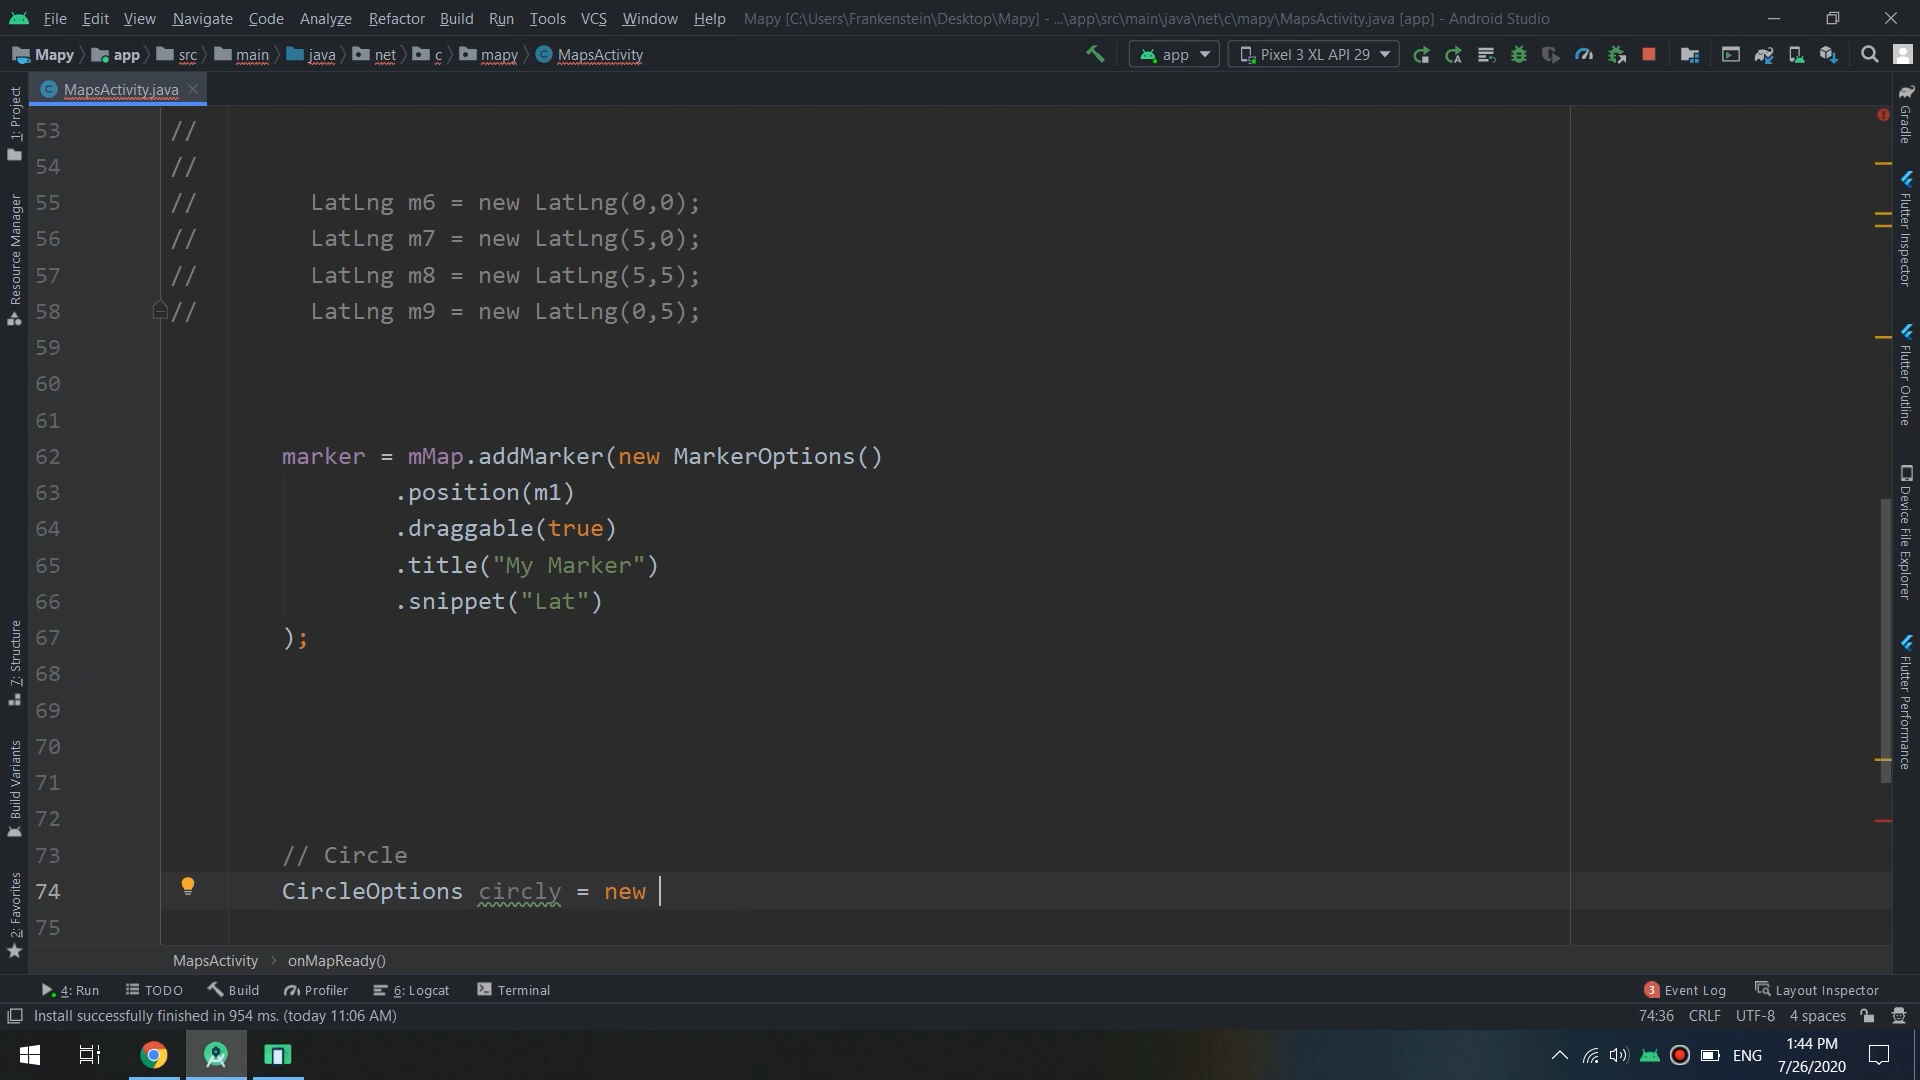 File Edit View Navigate Code Analyze Refactor Build Run Tools VCS Window Help Mapy [C:\Users\Frankenstein\Desktop\Mapy] - ...\app\src\main\java\net\c\mapy\MapsActivity.java [app] - Android Studio
Mapy app src main java net c mapy MapsActivity app Pixel 3 XL API 29
MapsActivity.java
1: Project
Resource Manager
7: Structure
Build Variants
2: Favorites
53 //
54 //
55 // LatLng m6 = new LatLng(0,0);
56 // LatLng m7 = new LatLng(5,0);
57 // LatLng m8 = new LatLng(5,5);
58 // LatLng m9 = new LatLng(0,5);
59
60
61
62 marker = mMap.addMarker(new MarkerOptions()
63 .position(m1)
64 .draggable(true)
65 .title("My Marker")
66 .snippet("Lat")
67 );
68
69
70
71
72
73 // Circle
74 CircleOptions circly = new
75
Gradle
Flutter Inspector
Flutter Outline
Device File Explorer
Flutter Performance
MapsActivity onMapReady()
4: Run TODO Build Profiler 6: Logcat Terminal 3 Event Log Layout Inspector
Install successfully finished in 954 ms. (today 11:06 AM) 74:36 CRLF UTF-8 4 spaces
ENG 1:44 PM
7/26/2020